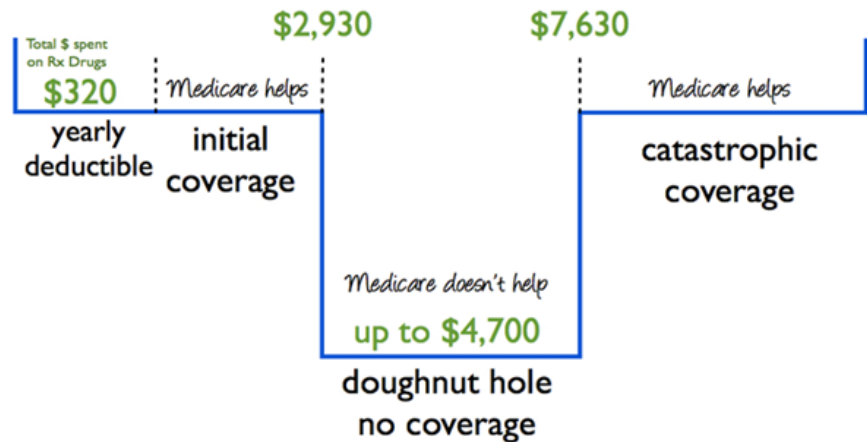 $2,930
$7,630
Total $ spent
on Rx Drugs
$320
Medicare helps
Medicare helps
yearly
deductible
initial
coverage
catastrophic
coverage
Medicare doesn't help
up to $4,700
doughnut hole
no coverage